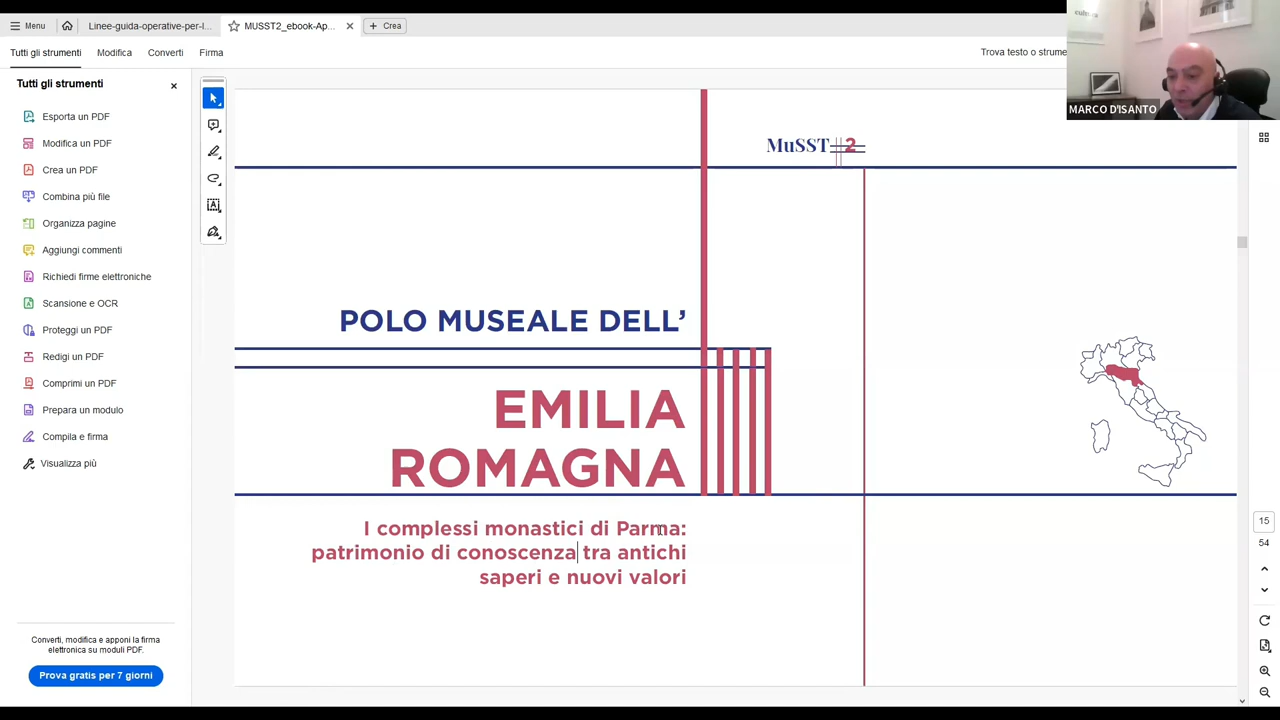 Menu
Linee-guida-operative-per-l...
MUSST2_ebook-Ap...
Crea
Tutti gli strumenti
Modifica
Converti
Firma
Trova testo o strume
Tutti gli strumenti
Esporta un PDF
Modifica un PDF
Crea un PDF
Combina più file
Organizza pagine
Aggiungi commenti
Richiedi firme elettroniche
Scansione e OCR
Proteggi un PDF
Redigi un PDF
Comprimi un PDF
Prepara un modulo
Compila e firma
Visualizza più
Converti, modifica e apponi la firma
elettronica su moduli PDF.
Prova gratis per 7 giorni
MuSST 2
POLO MUSEALE DELL’
EMILIA
ROMAGNA
I complessi monastici di Parma:
patrimonio di conoscenza tra antichi
saperi e nuovi valori
MARCO D'ISANTO
15
54